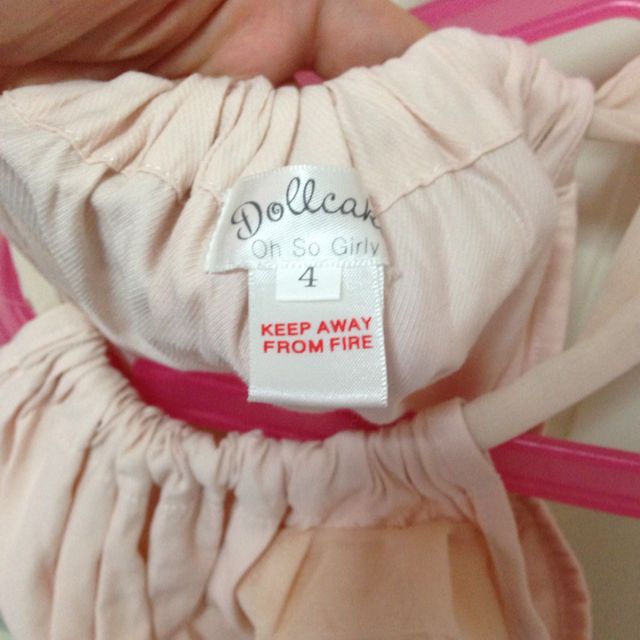 Dollcak
Oh So Girly
4
KEEP AWAY
FROM FIRE